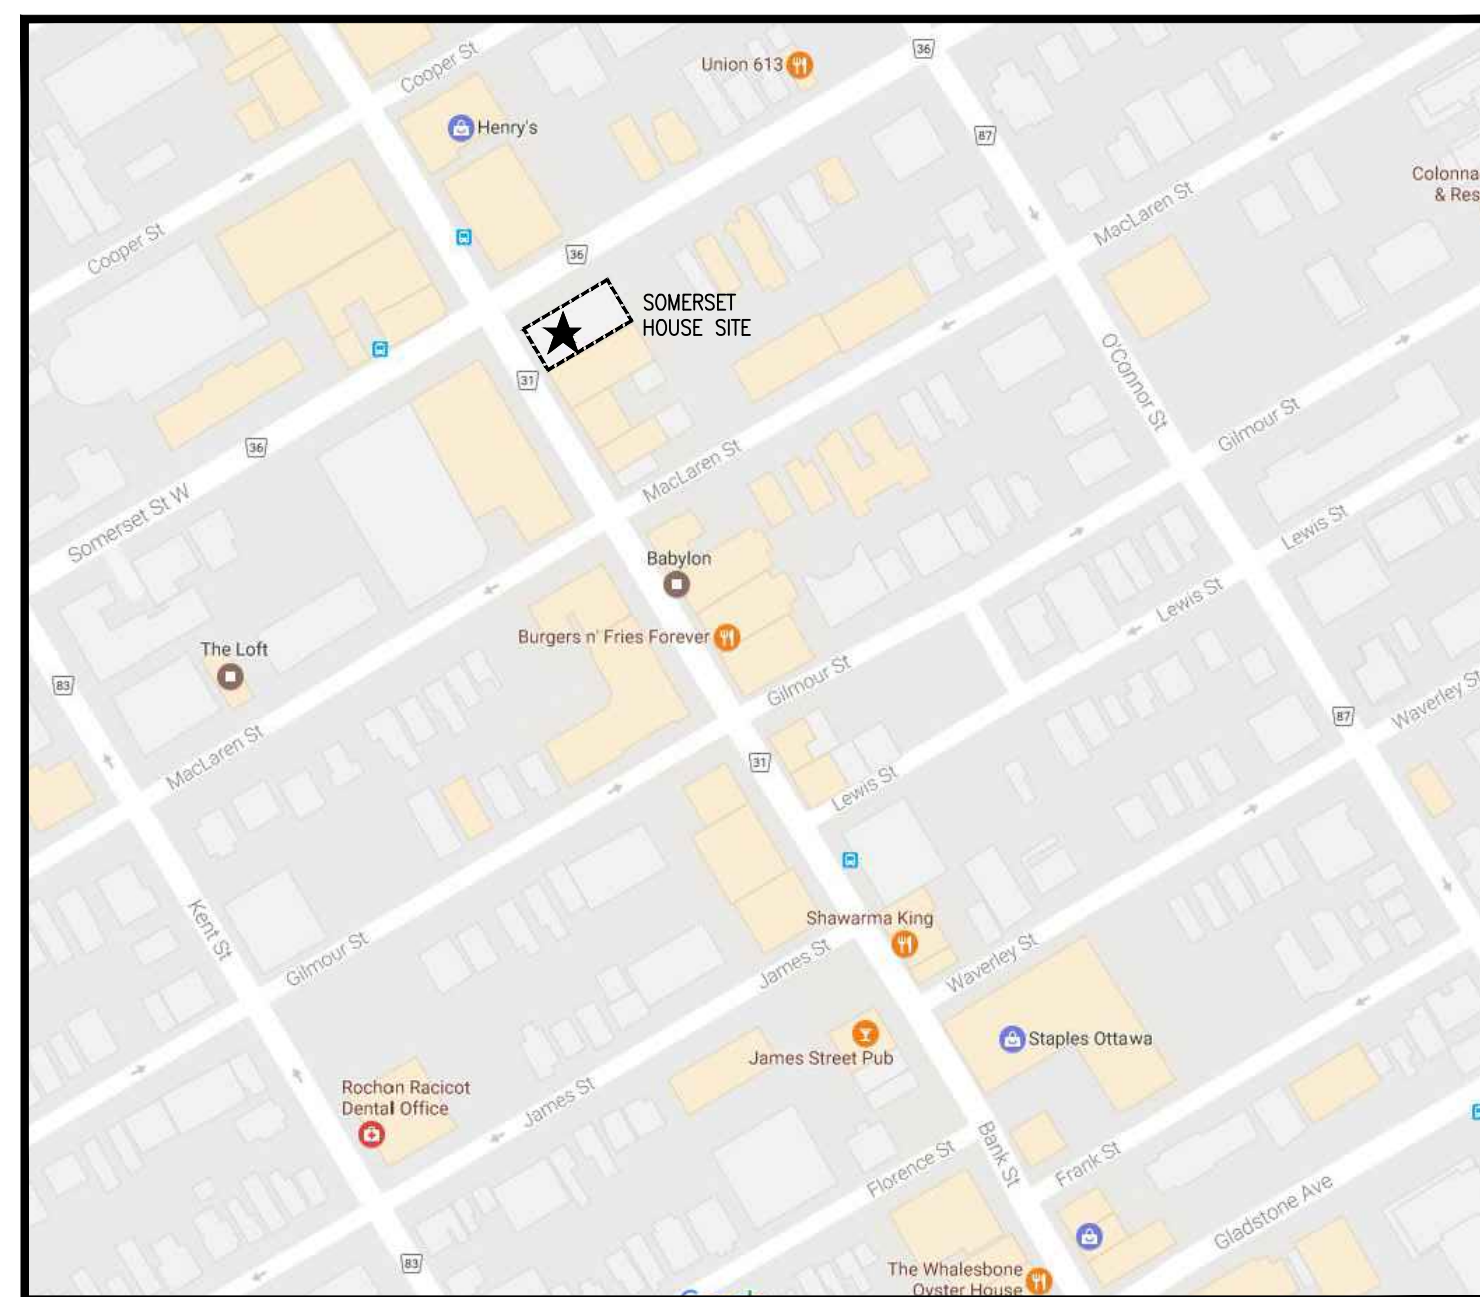 Cooper St
36
Union 613
Henry's
87
Colonna
& Res
MacLaren St
Cooper St
36
SOMERSET
HOUSE SITE
31
O'Connor St
Gilmour St
36
MacLaren St
Somerset St W
Lewis St
Babylon
Lewis St
Burgers n' Fries Forever
The Loft
83
Gilmour St
Waverley St
87
MacLaren St
31
Lewis St
Shawarma King
Kent St
Gilmour St
James St
Waverley St
Staples Ottawa
James Street Pub
Rochon Racicot
Dental Office
James St
Bank St
Florence St
Frank St
Gladstone Ave
83
The Whalesbone
Oyster House